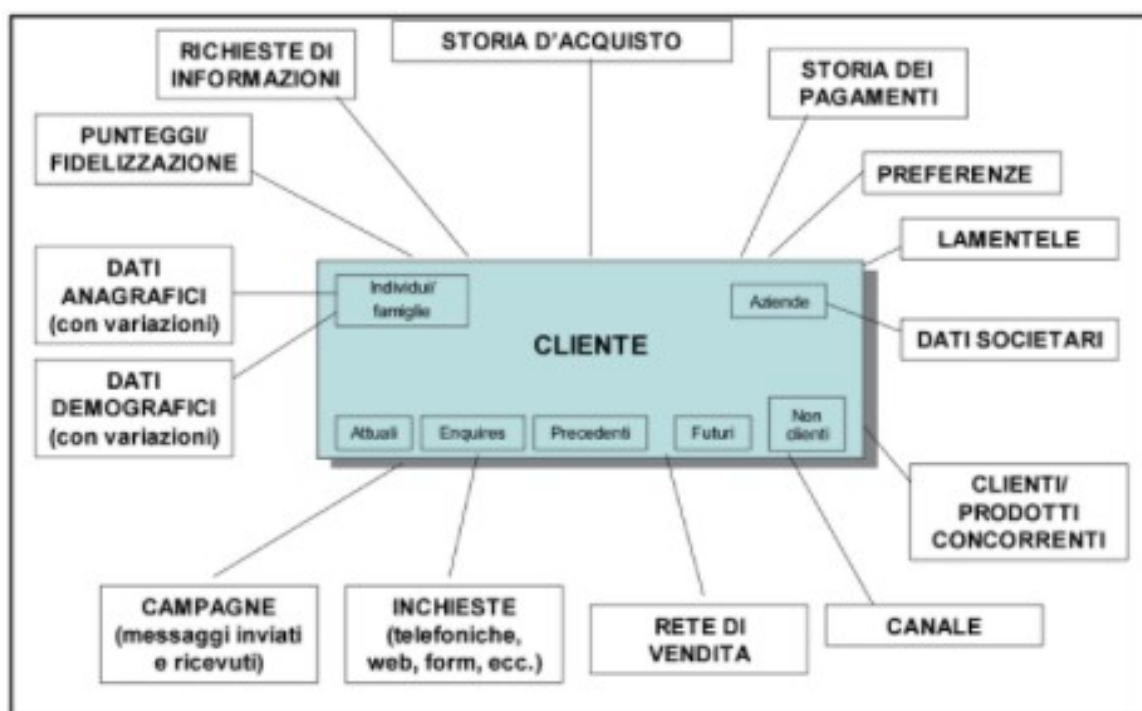 STORIA D'ACQUISTO
RICHIESTE DI
INFORMAZIONI
STORIA DEI
PAGAMENTI
PUNTEGGI/
FIDELIZZAZIONE
PREFERENZE
LAMENTELE
DATI
ANAGRAFICI
(con variazioni)
Individui/
famiglie
Aziende
CLIENTE
DATI SOCIETARI
DATI
DEMOGRAFICI
(con variazioni)
Attuali
Enquires
Precedenti
Futuri
Non
clienti
CLIENTI/
PRODOTTI
CONCORRENTI
CAMPAGNE
(messaggi inviati
e ricevuti)
INCHIESTE
(telefoniche,
web, form, ecc.)
RETE DI
VENDITA
CANALE